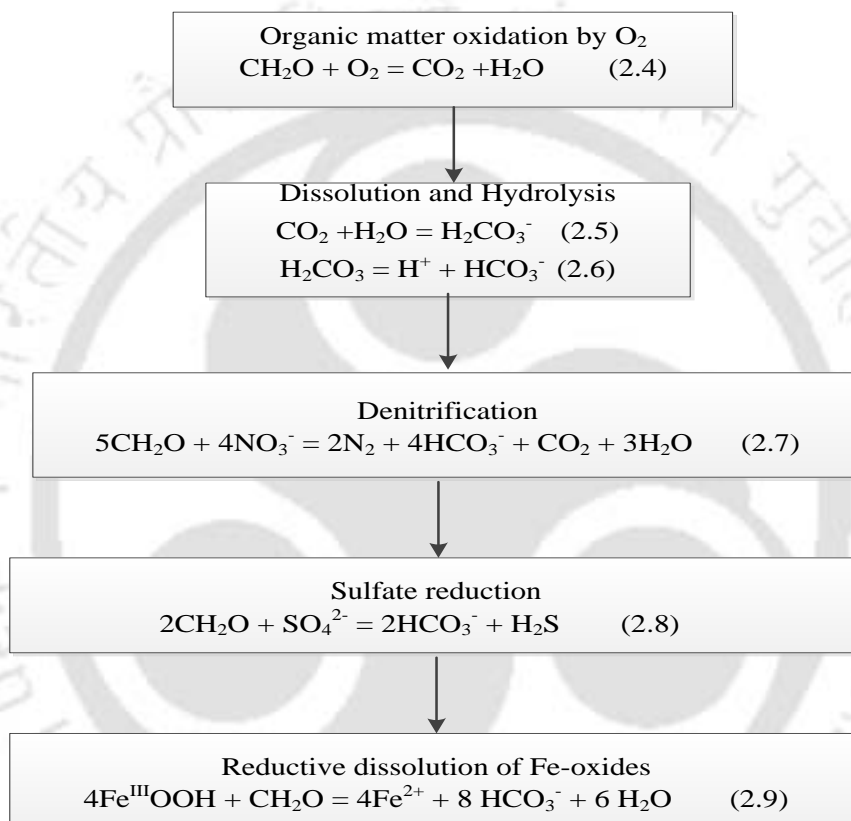 Organic matter oxidation by O₂
CH₂O + O₂ = CO₂ +H₂O (2.4)
Dissolution and Hydrolysis
CO₂ +H₂O = H₂CO₃⁻ (2.5)
H₂CO₃ = H⁺ + HCO₃⁻ (2.6)
Denitrification
5CH₂O + 4NO₃⁻ = 2N₂ + 4HCO₃⁻ + CO₂ + 3H₂O (2.7)
Sulfate reduction
2CH₂O + SO₄²⁻ = 2HCO₃⁻ + H₂S (2.8)
Reductive dissolution of Fe-oxides
4FeᴵᴵᴵOOH + CH₂O = 4Fe²⁺ + 8 HCO₃⁻ + 6 H₂O (2.9)